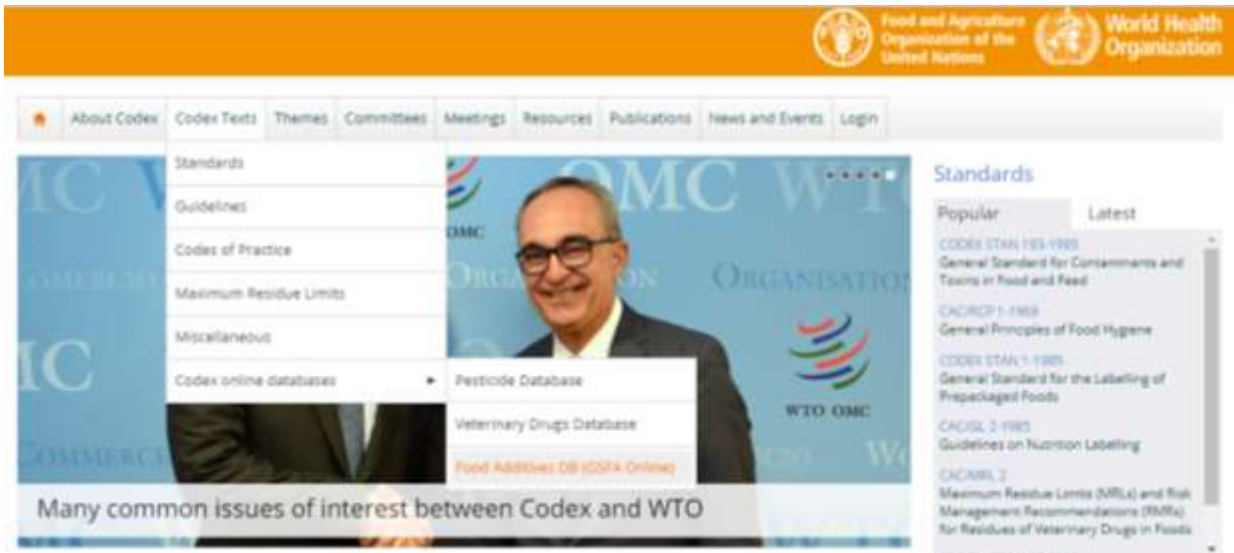 Food and Agriculture
Organization of the
United Nations
World Health
Organization
About Codex
Codex Texts
Themes
Committees
Meetings
Resources
Publications
News and Events
Login
Standards
Guidelines
Codes of Practice
Maximum Residue Limits
Miscellaneous
Codex online databases
Pesticide Database
Veterinary Drugs Database
Food Additives DB (GSFA Online)
OMC
WTO OMC
ORGANISATION
Many common issues of interest between Codex and WTO
Standards
Popular
Latest
CODEX STAN 193-1995
General Standard for Contaminants and
Toxins in Food and Feed
CAC/RCP 1-1969
General Principles of Food Hygiene
CODEX STAN 1-1985
General Standard for the Labelling of
Prepackaged Foods
CAC/GL 2-1985
Guidelines on Nutrition Labelling
CAC/MRL 2
Maximum Residue Limits (MRLs) and Risk
Management Recommendations (RMRs)
for Residues of Veterinary Drugs in Foods